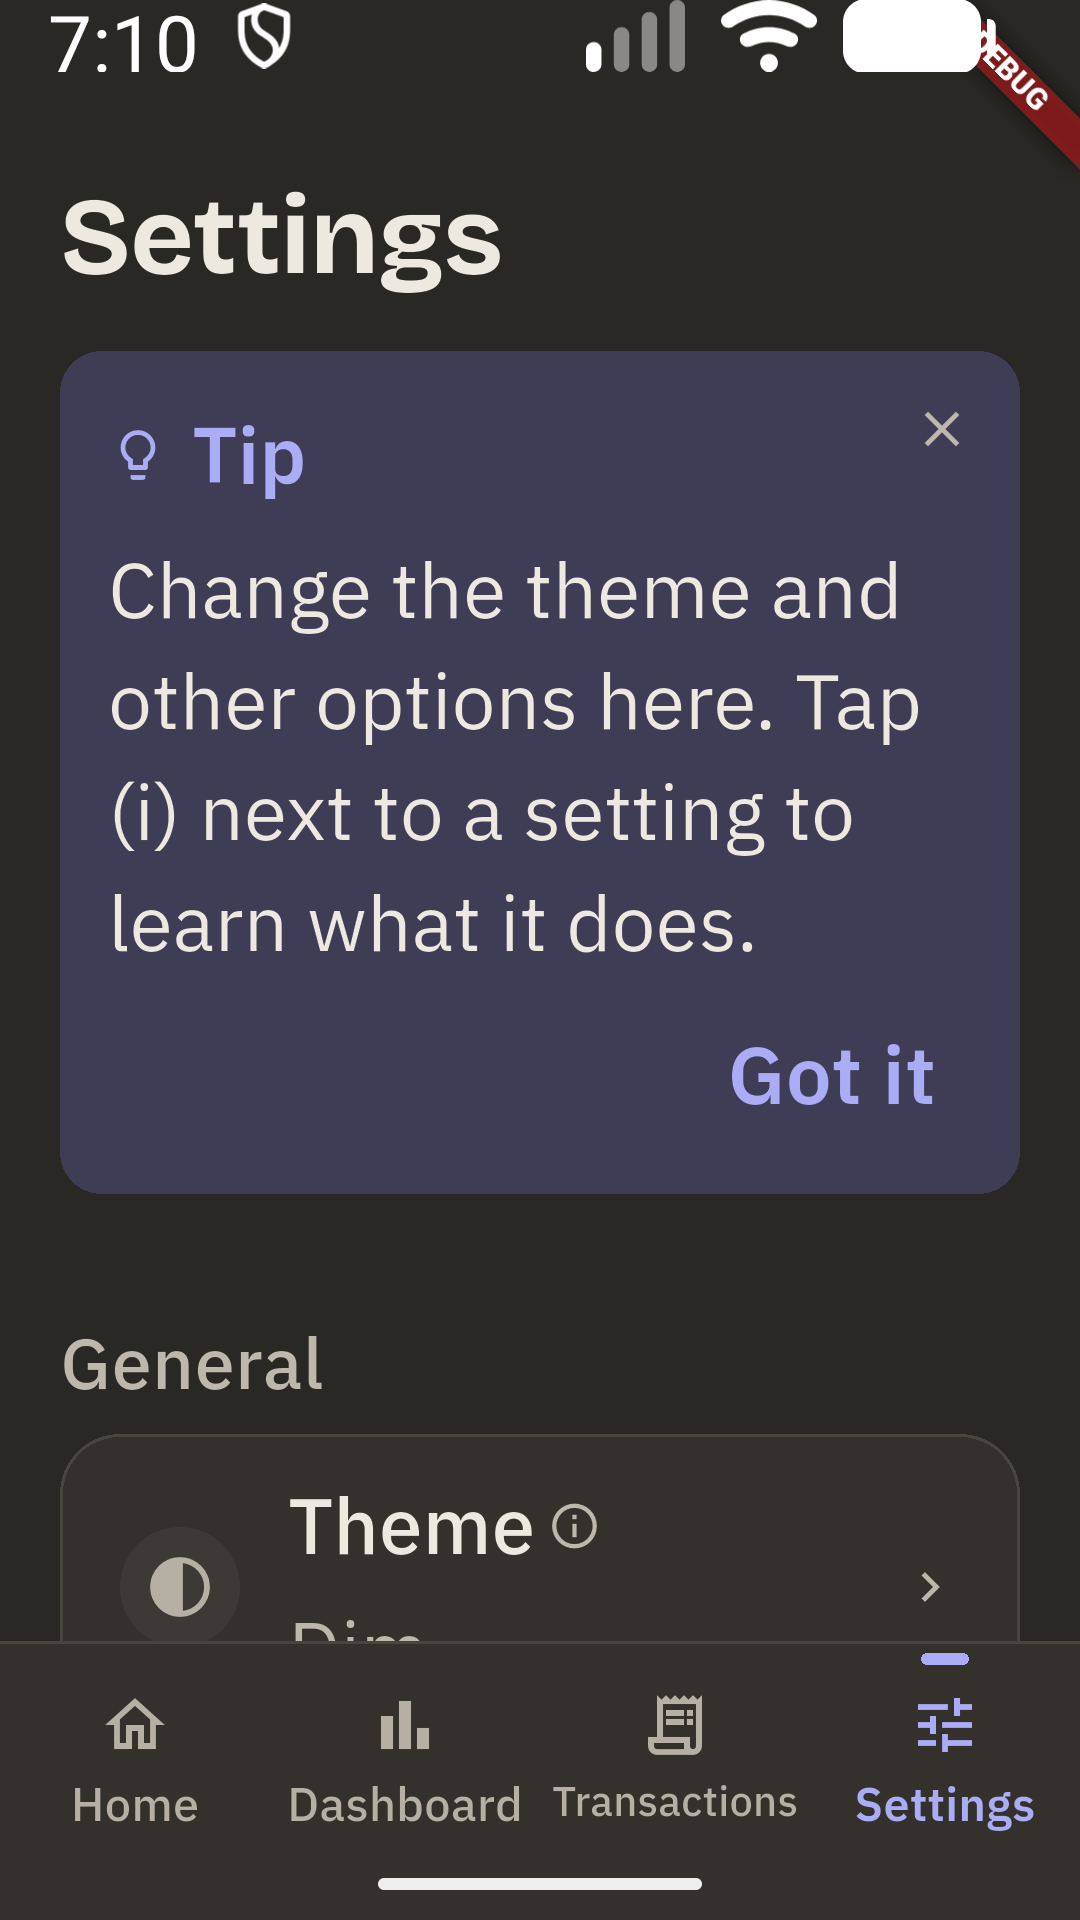 7:10
DEBUG
Settings
Tip
Change the theme and
other options here. Tap
(i) next to a setting to
learn what it does.
Got it
General
Theme
Dim
Home
Dashboard
Transactions
Settings